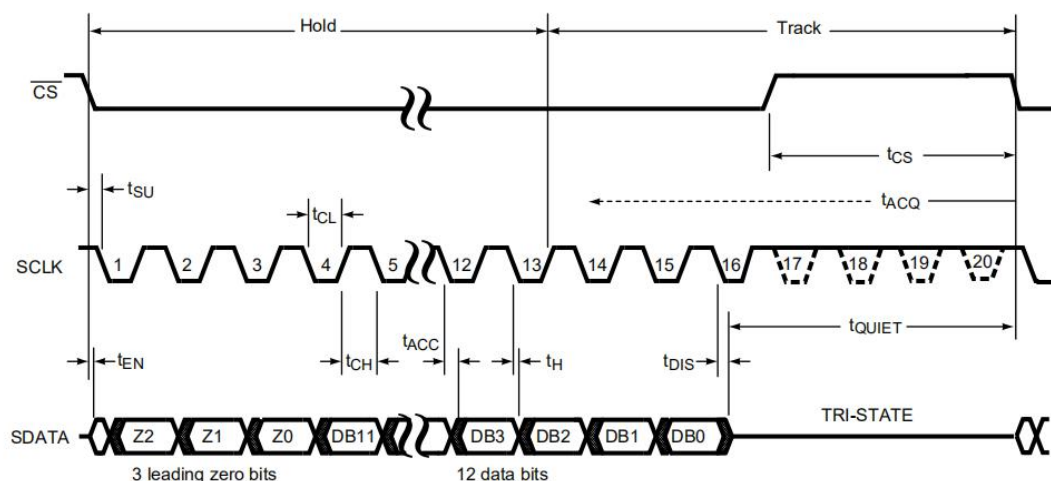 Hold Track
CS
tCS
tSU
tCL
tACQ
SCLK 1 2 3 4 5 12 13 14 15 16 17 18 19 20
tQUIET
tACC
tEN tCH tH tDIS
TRI-STATE
SDATA Z2 Z1 Z0 DB11 DB3 DB2 DB1 DB0
3 leading zero bits 12 data bits